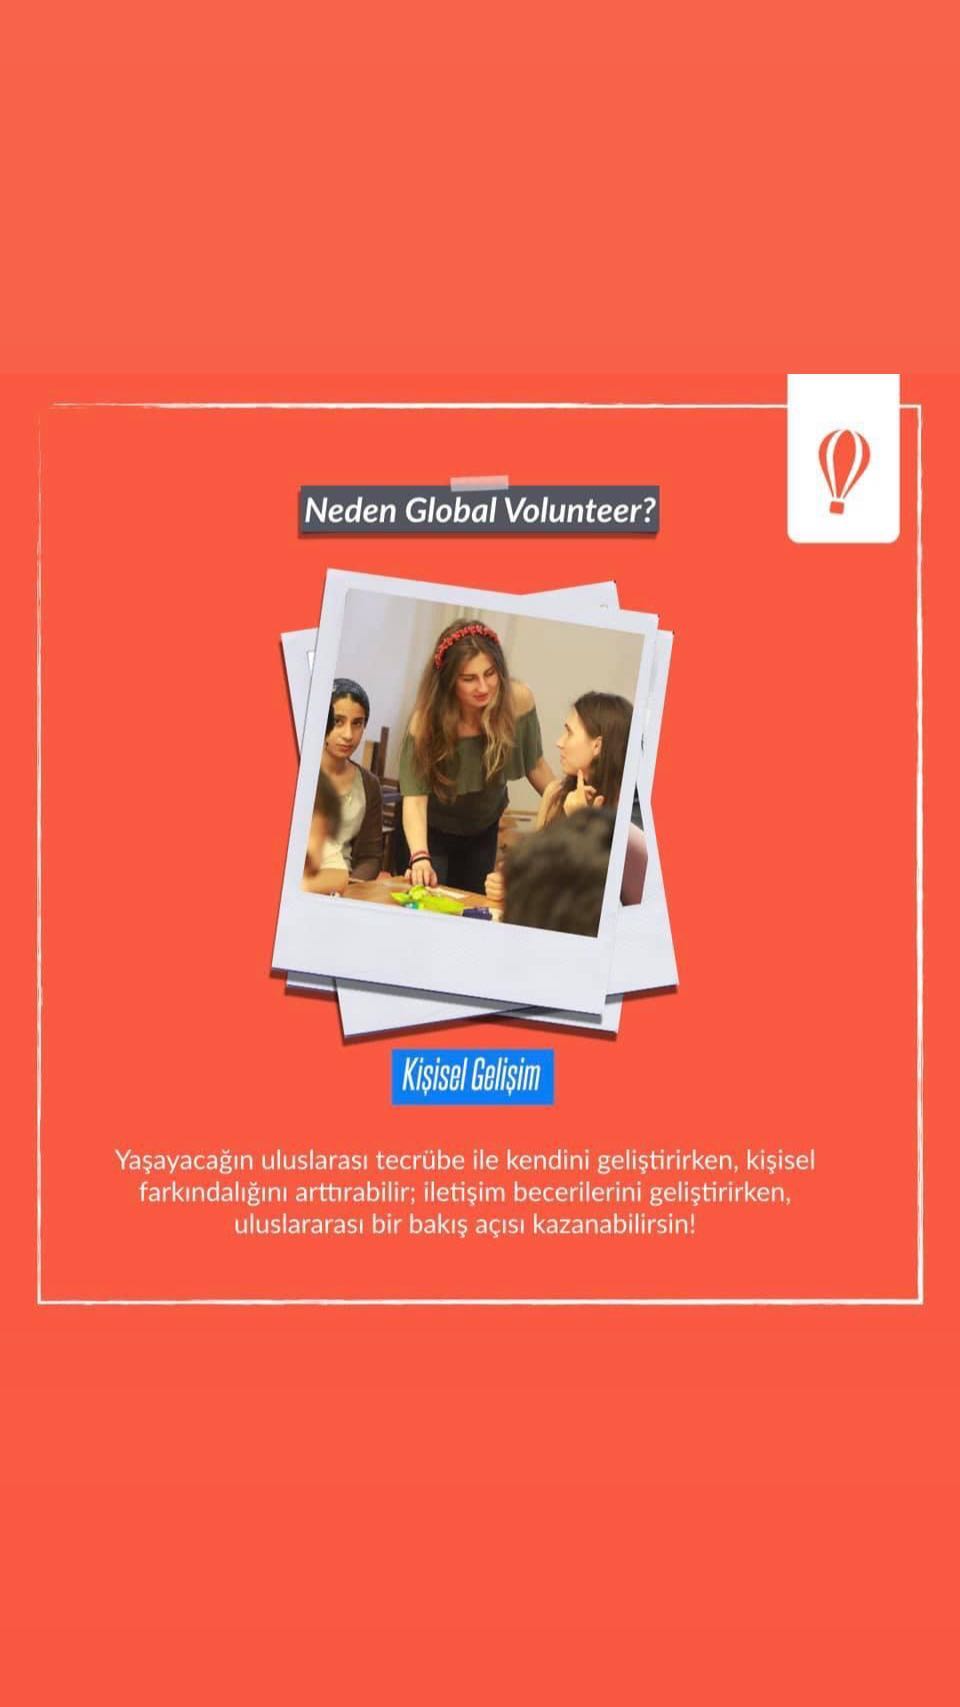 Neden Global Volunteer?
Kişisel Gelişim
Yaşayacağın uluslarası tecrübe ile kendini geliştirirken, kişisel
farkındalığını arttırabilir; iletişim becerilerini geliştirirken,
uluslararası bir bakış açısı kazanabilirsin!